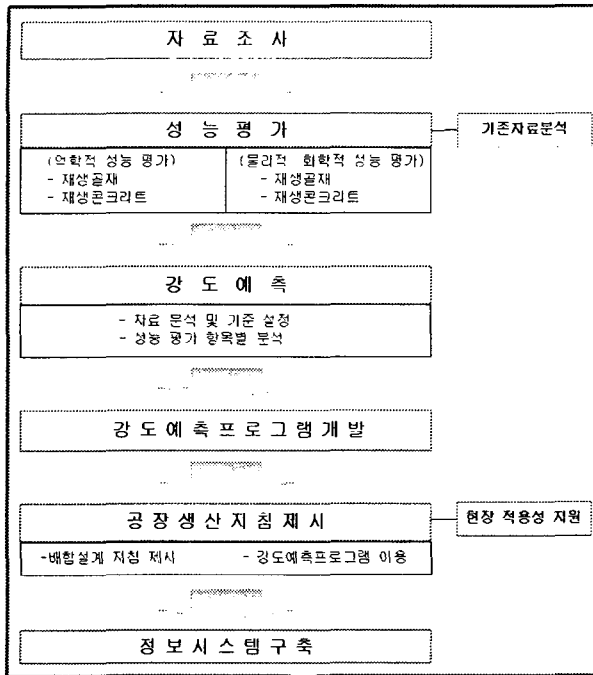 자 료 조 사
성 능 평 가
기존자료분석
(역학적 성능 평가)
- 재생골재
- 재생콘크리트
(물리적 화학적 성능 평가)
- 재생골재
- 재생콘크리트
강 도 예 측
- 자료 분석 및 기준 설정
- 성능 평가 항목별 분석
강 도 예 측 프 로 그 램 개 발
공 장 생 산 지 침 제 시
현장 적용성 지원
-배합설계 지침 제시
- 강도예측프로그램 이용
정 보 시 스 템 구 축